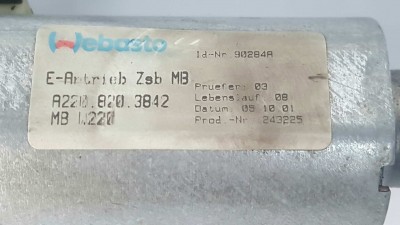 Webasto
Id-Nr 90284A
E-Antrieb Zsb MB
Pruefer: 03
A220.820.3842
Lebenslauf: 08
MB W220
Datum: 09.10.01
Prod.-Nr 243225